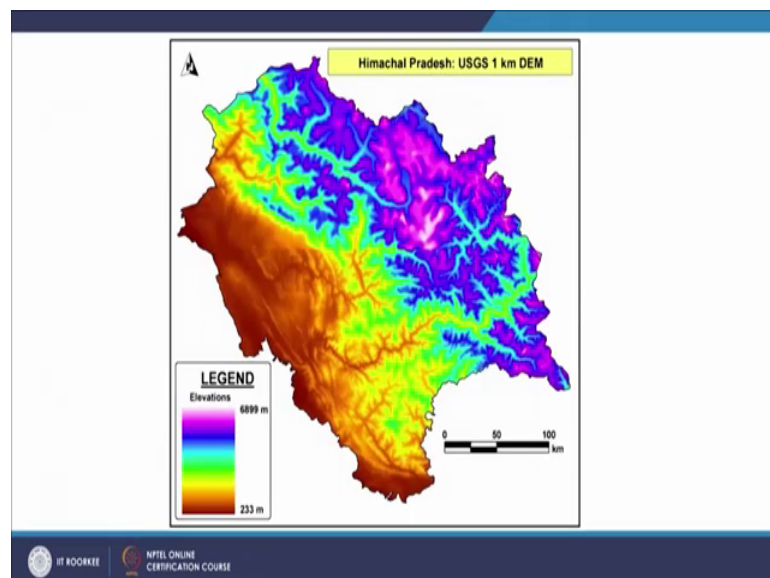 Himachal Pradesh: USGS 1 km DEM
LEGEND
Elevations
6899 m
233 m
0 50 100
km
IIT ROORKEE
NPTEL ONLINE
CERTIFICATION COURSE